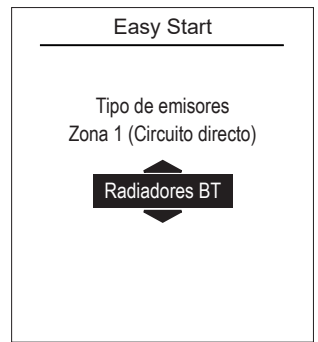 Easy Start
Tipo de emisores
Zona 1 (Circuito directo)
Radiadores BT